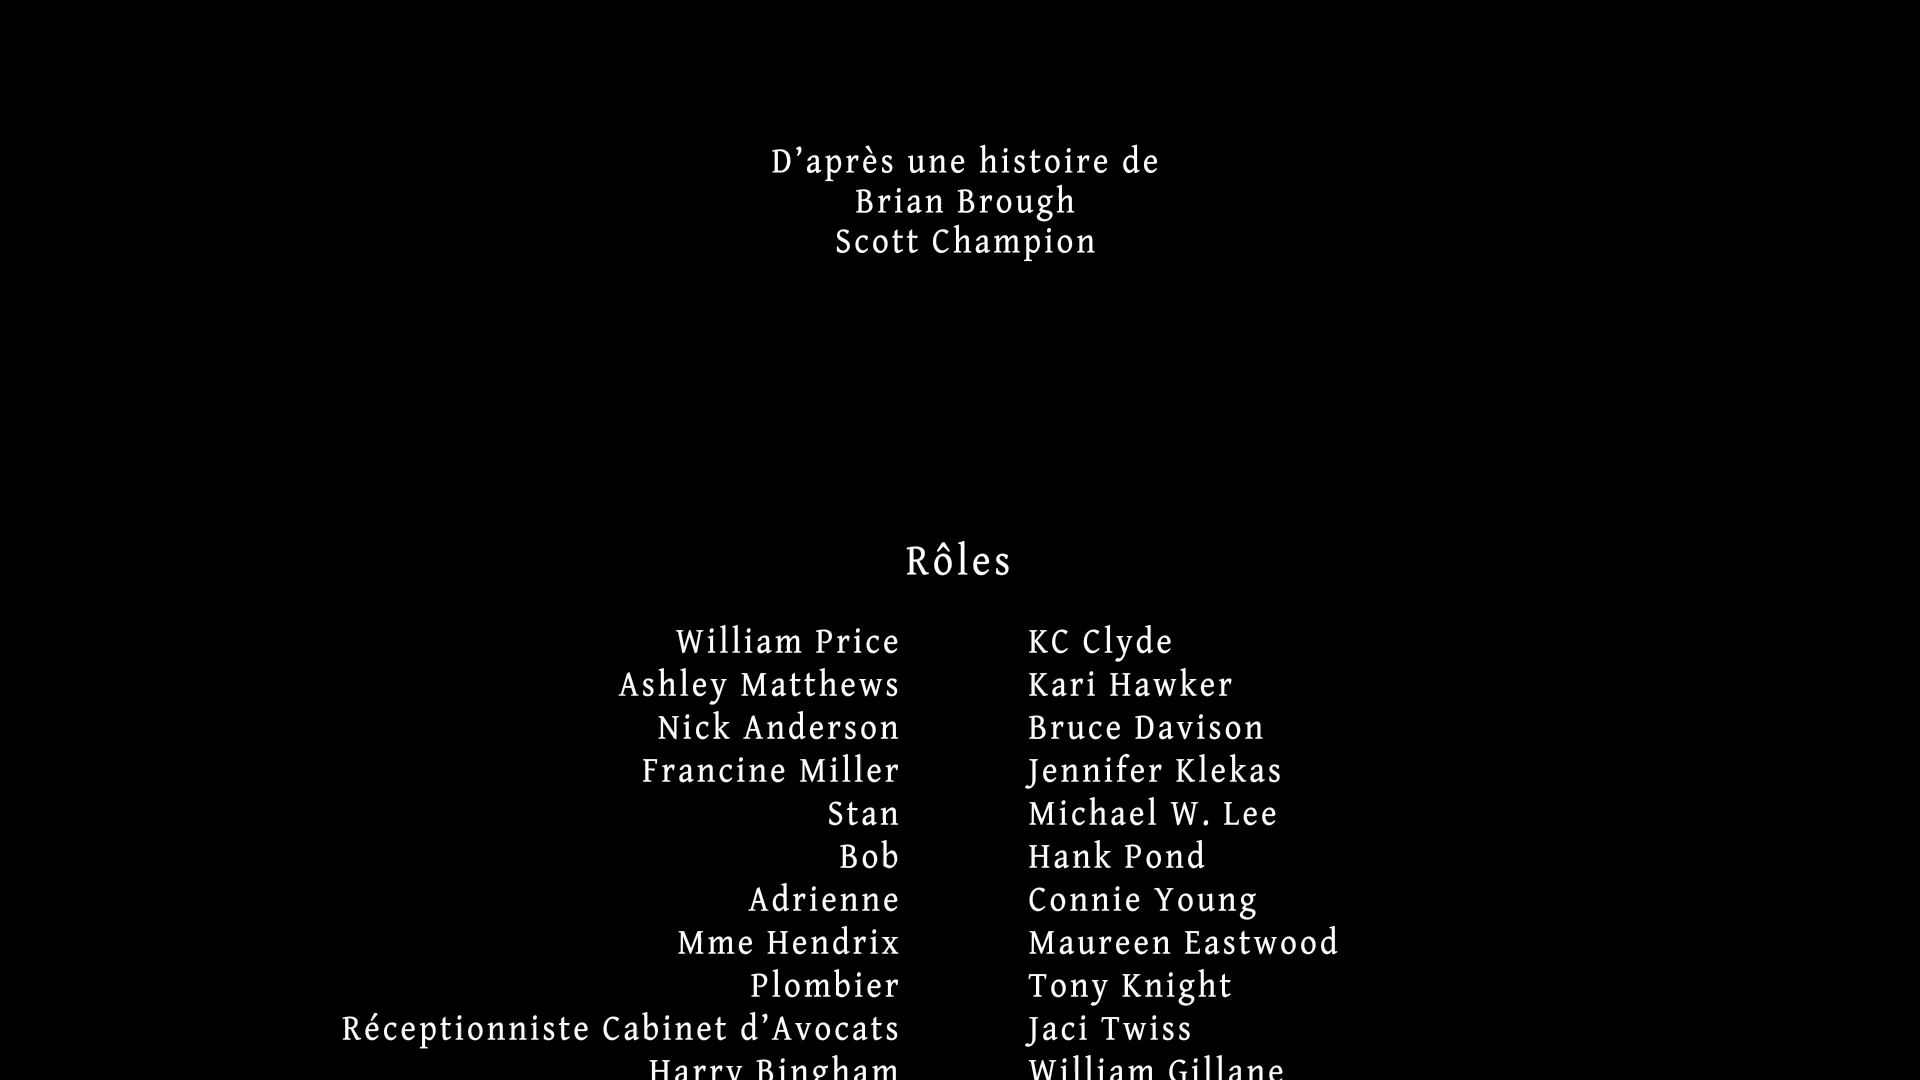 D’après une histoire de
Brian Brough
Scott Champion
Rôles
William Price KC Clyde
Ashley Matthews Kari Hawker
Nick Anderson Bruce Davison
Francine Miller Jennifer Klekas
Stan Michael W. Lee
Bob Hank Pond
Adrienne Connie Young
Mme Hendrix Maureen Eastwood
Plombier Tony Knight
Réceptionniste Cabinet d’Avocats Jaci Twiss
Harry Bingham William Gillane